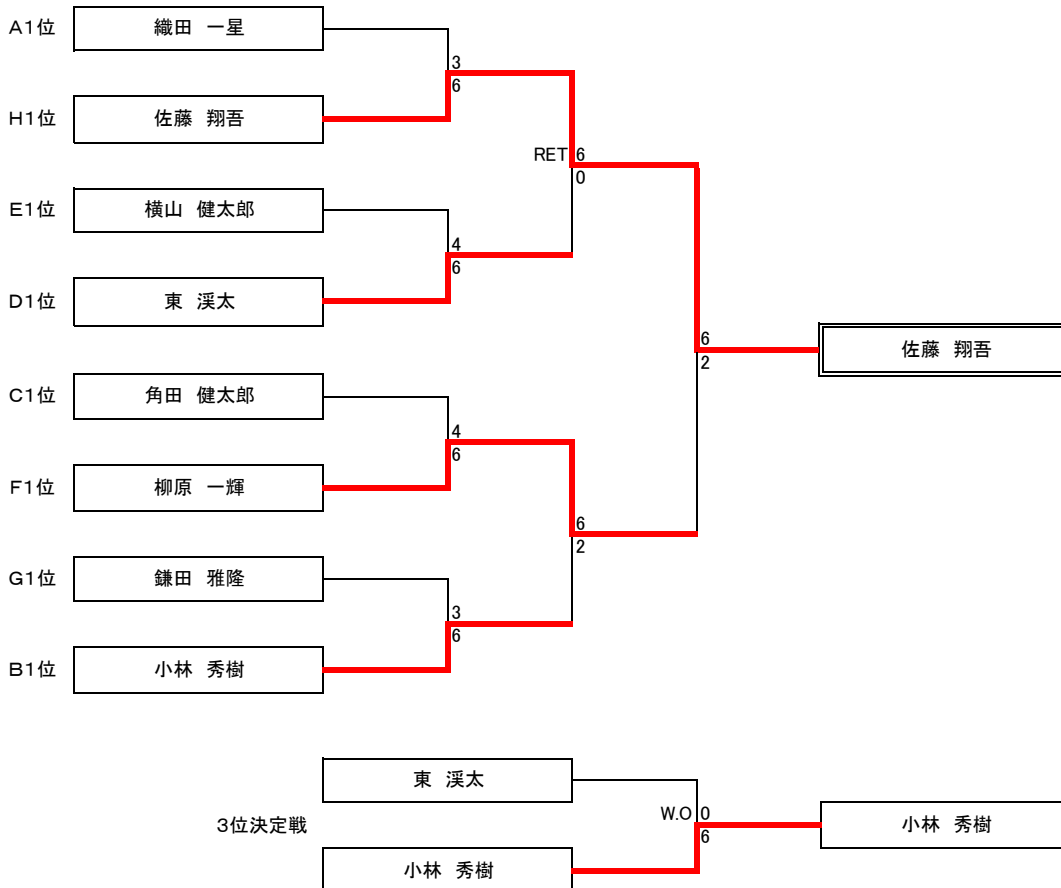 A1位 織田 一星
3
6
H1位 佐藤 翔吾
RET 6
0
E1位 横山 健太郎
4
6
D1位 東 渓太
6
2
佐藤 翔吾
C1位 角田 健太郎
4
6
F1位 柳原 一輝
6
2
G1位 鎌田 雅隆
3
6
B1位 小林 秀樹
東 渓太
3位決定戦
W.O 0
6
小林 秀樹
小林 秀樹